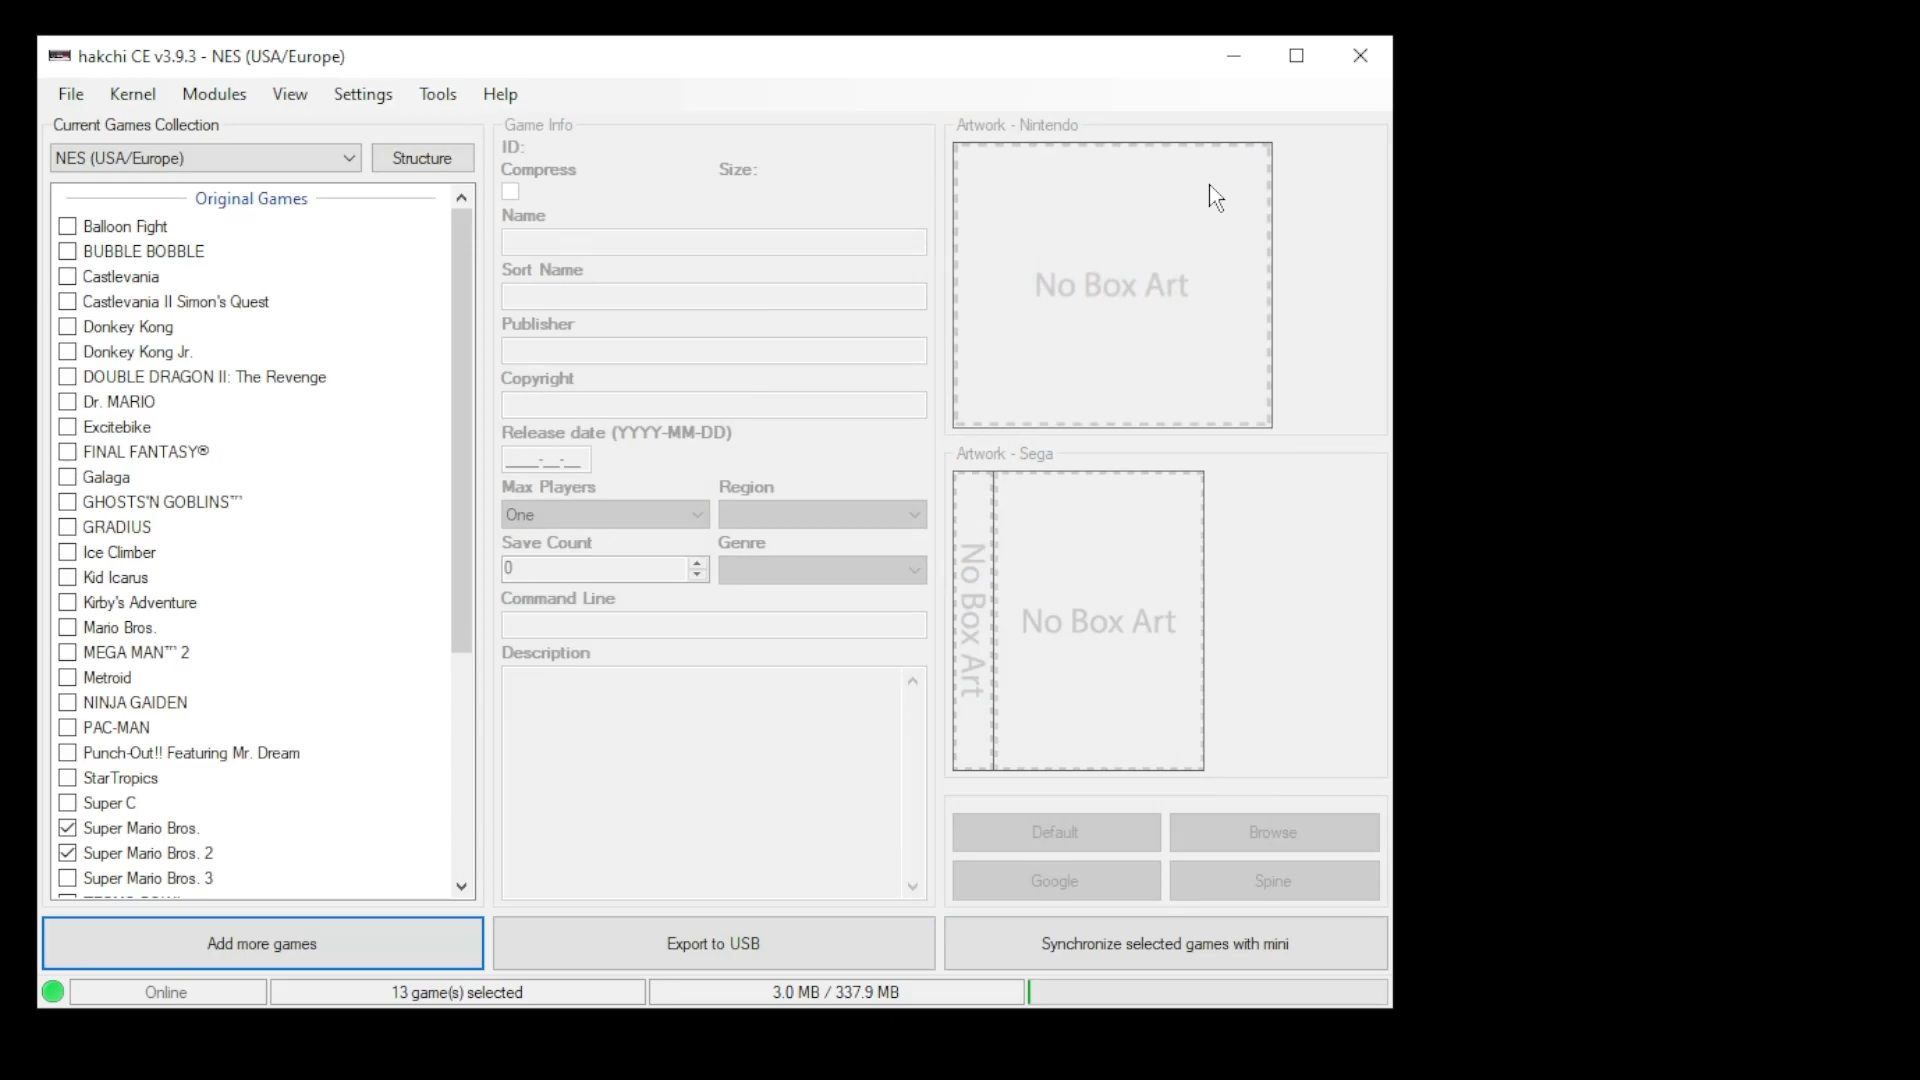 hakchi CE v3.9.3 - NES (USA/Europe)
File Kernel Modules View Settings Tools Help
Current Games Collection
NES (USA/Europe)
Structure
Original Games
Balloon Fight
BUBBLE BOBBLE
Castlevania
Castlevania II Simon's Quest
Donkey Kong
Donkey Kong Jr.
DOUBLE DRAGON II: The Revenge
Dr. MARIO
Excitebike
FINAL FANTASY®
Galaga
GHOSTS'N GOBLINS™
GRADIUS
Ice Climber
Kid Icarus
Kirby's Adventure
Mario Bros.
MEGA MAN™ 2
Metroid
NINJA GAIDEN
PAC-MAN
Punch-Out!! Featuring Mr. Dream
StarTropics
Super C
Super Mario Bros.
Super Mario Bros. 2
Super Mario Bros. 3
Add more games
Game Info
ID:
Compress
Size:
Name
Sort Name
Publisher
Copyright
Release date (YYYY-MM-DD)
____-__-__
Max Players
Region
One
Save Count
Genre
0
Command Line
Description
Export to USB
Artwork - Nintendo
No Box Art
Artwork - Sega
No Box Art
No Box Art
Default
Browse
Google
Spine
Synchronize selected games with mini
Online
13 game(s) selected
3.0 MB / 337.9 MB